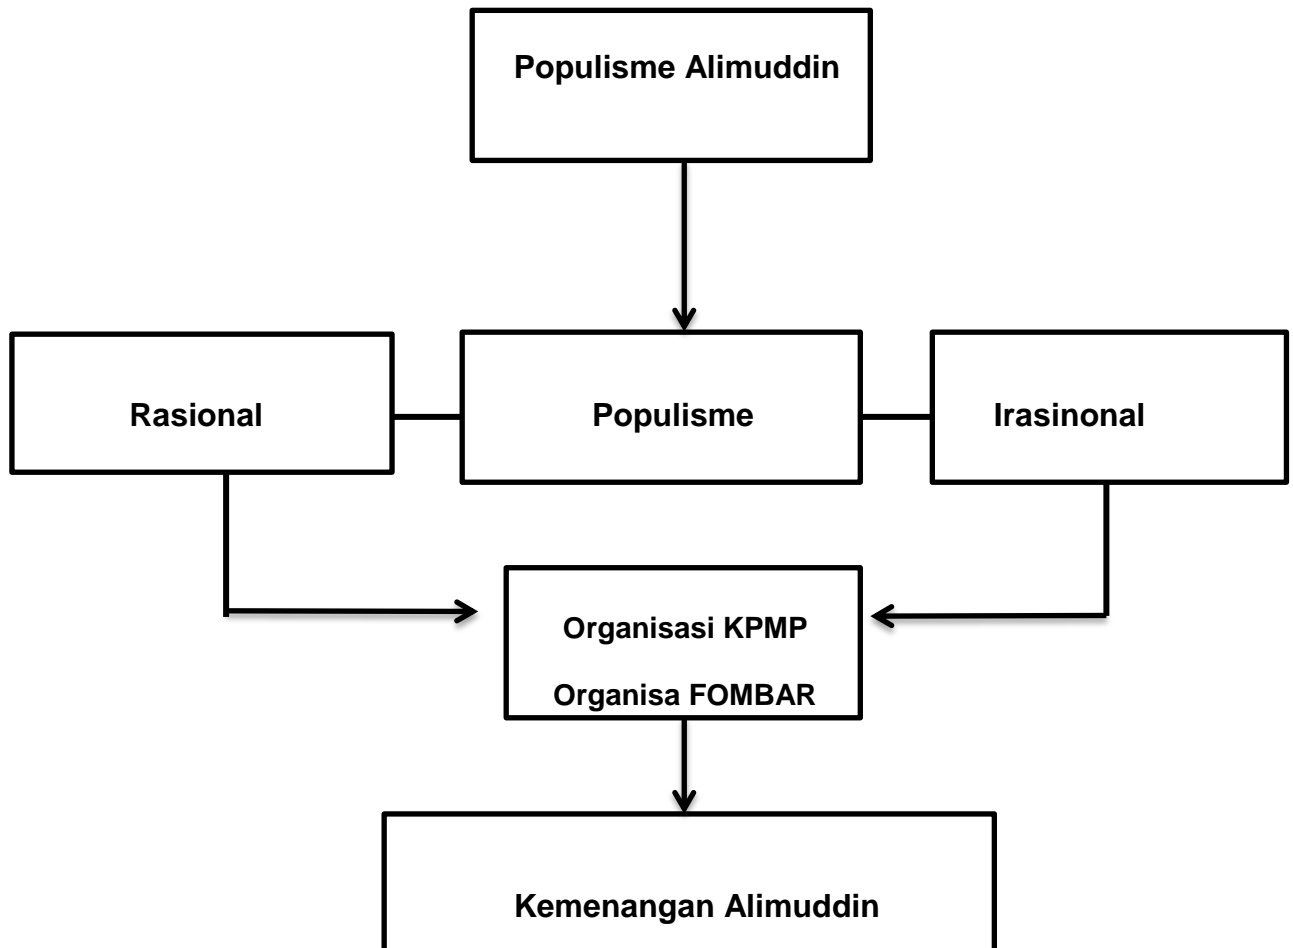 Populisme Alimuddin
Rasional
Populisme
Irasinonal
Organisasi KPMP
Organisa FOMBAR
Kemenangan Alimuddin